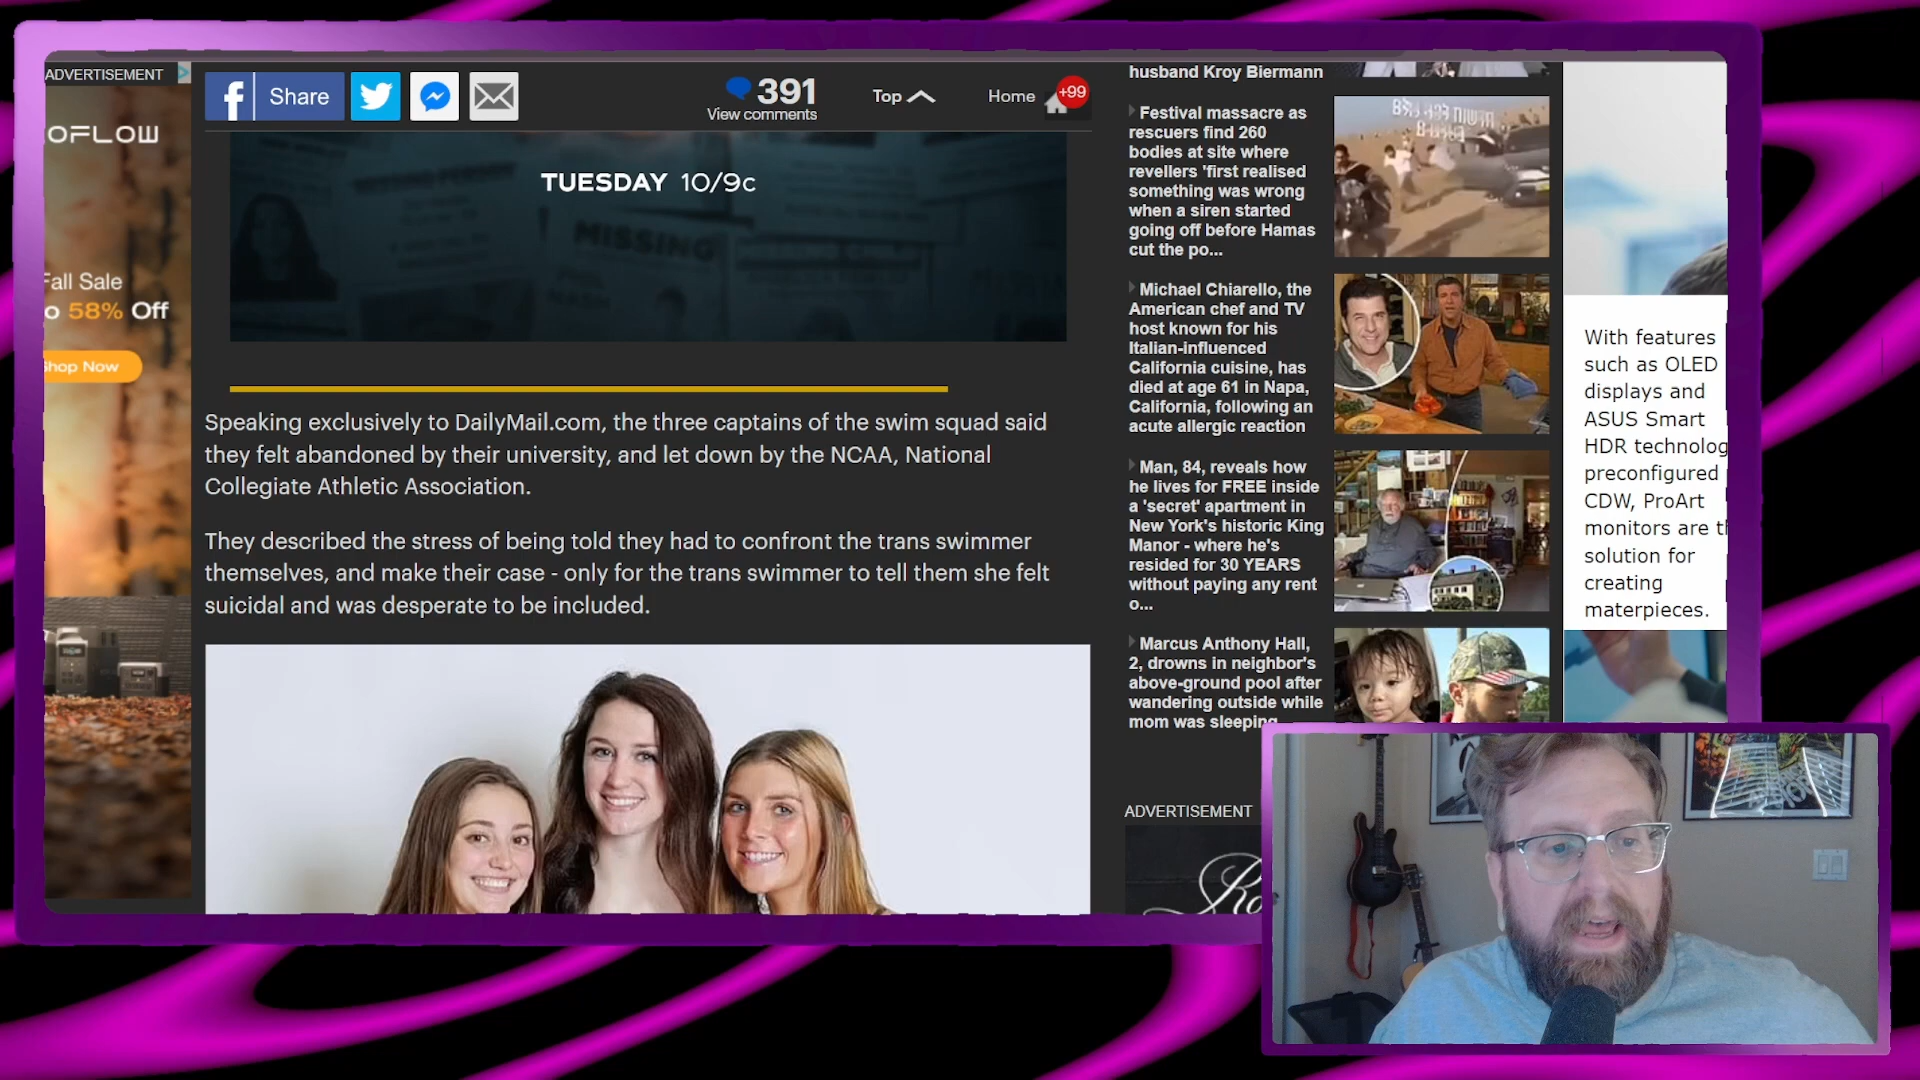 ADVERTISEMENT
OFLOW
Fall Sale
o 58% Off
Shop Now
Share
391
View comments
Top
Home
+99
TUESDAY 10/9c
MISSING
Speaking exclusively to DailyMail.com, the three captains of the swim squad said
they felt abandoned by their university, and let down by the NCAA, National
Collegiate Athletic Association.
They described the stress of being told they had to confront the trans swimmer
themselves, and make their case - only for the trans swimmer to tell them she felt
suicidal and was desperate to be included.
husband Kroy Biermann
Festival massacre as
rescuers find 260
bodies at site where
revellers 'first realised
something was wrong
when a siren started
going off before Hamas
cut the po...
Michael Chiarello, the
American chef and TV
host known for his
Italian-influenced
California cuisine, has
died at age 61 in Napa,
California, following an
acute allergic reaction
Man, 84, reveals how
he lives for FREE inside
a 'secret' apartment in
New York's historic King
Manor - where he's
resided for 30 YEARS
without paying any rent
o...
Marcus Anthony Hall,
2, drowns in neighbor's
above-ground pool after
wandering outside while
mom was sleeping
ADVERTISEMENT
With features
such as OLED
displays and
ASUS Smart
HDR technolog
preconfigured
CDW, ProArt
monitors are th
solution for
creating
materpieces.